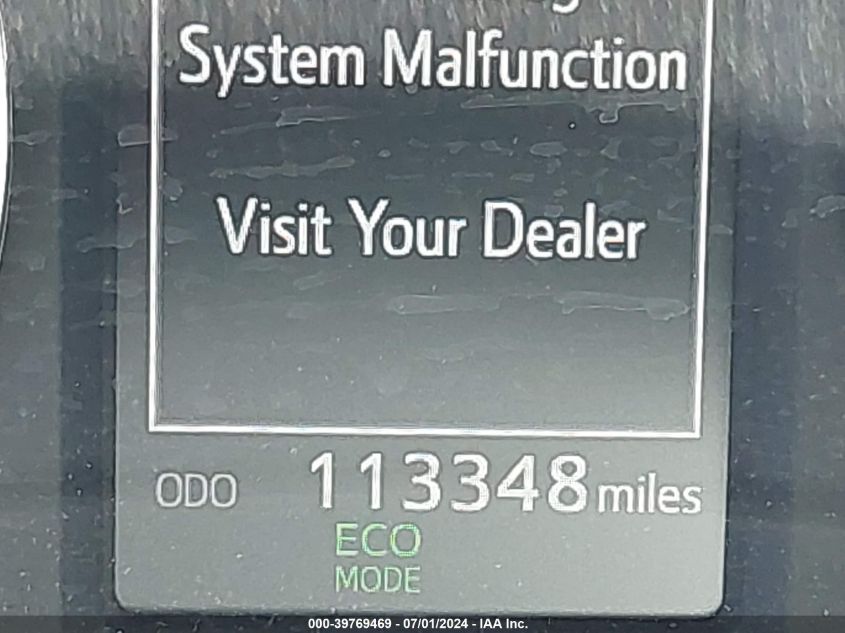 System Malfunction
Visit Your Dealer
ODO 113348 miles
ECO
MODE
000-39769469 - 07/01/2024 - IAA Inc.